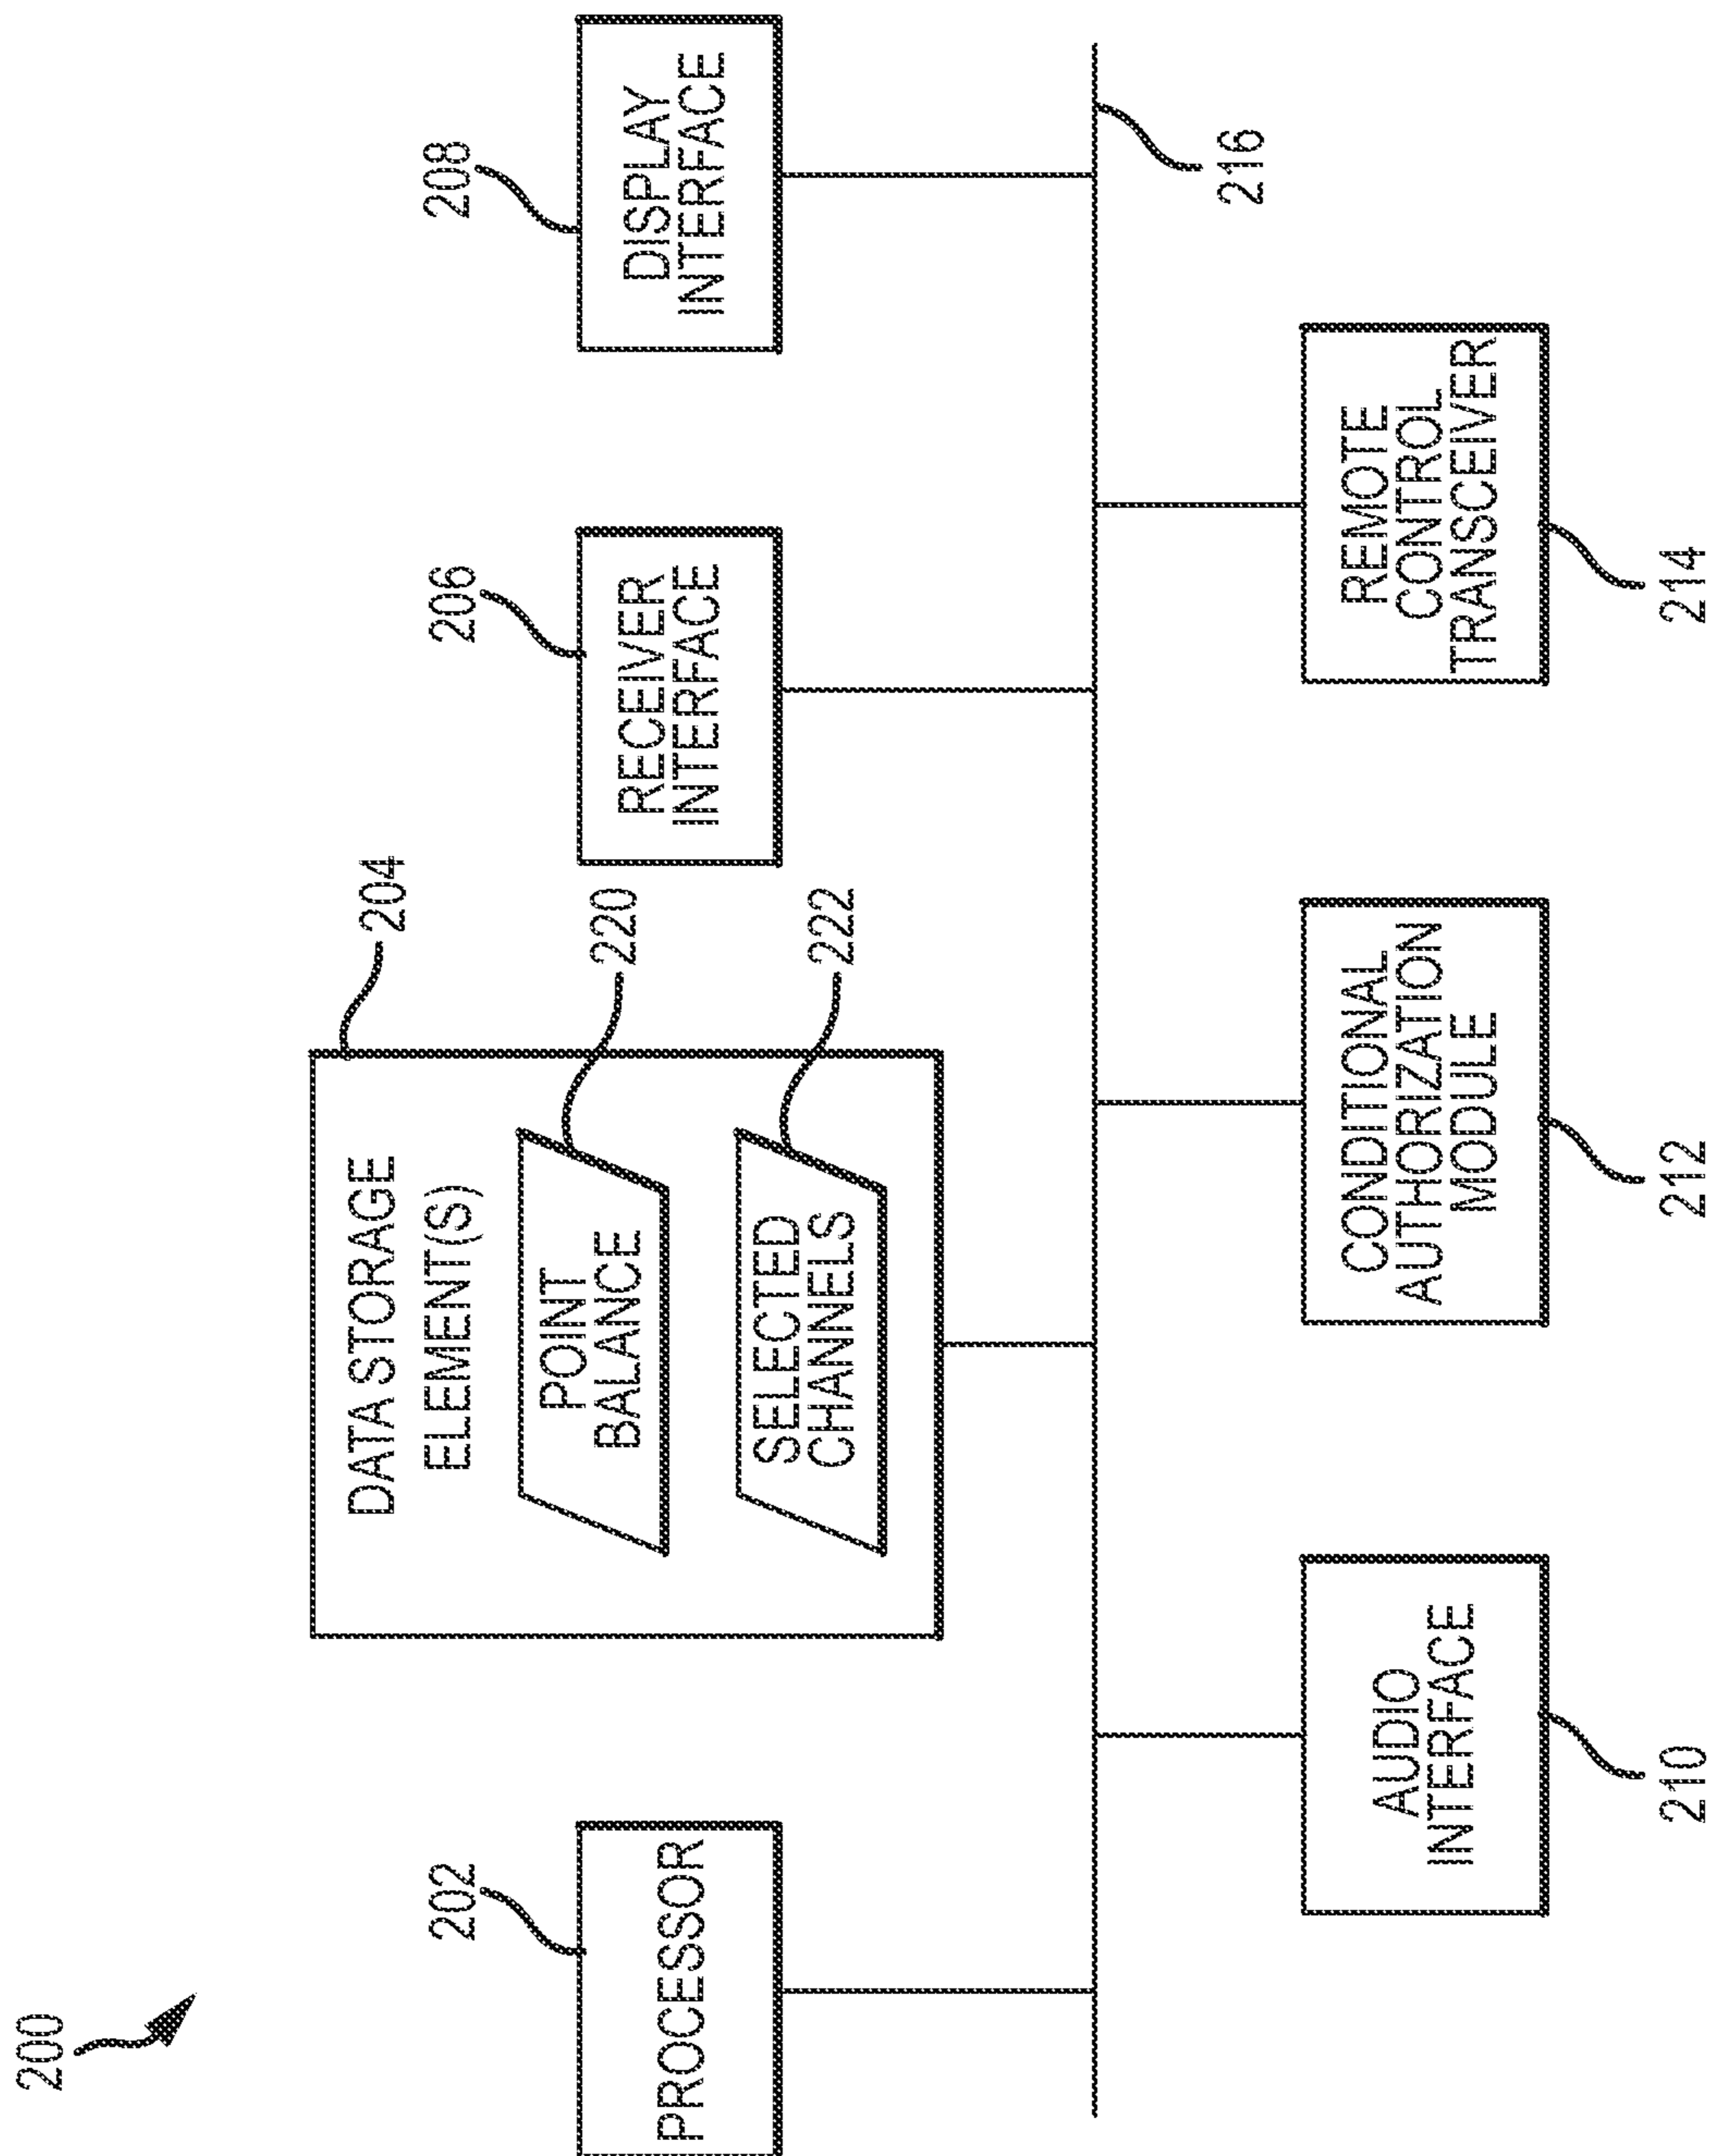 200
202
PROCESSOR
204
DATA STORAGE
ELEMENT(S)
220
POINT
BALANCE
222
SELECTED
CHANNELS
206
RECEIVER
INTERFACE
208
DISPLAY
INTERFACE
216
AUDIO
INTERFACE
210
CONDITIONAL
AUTHORIZATION
MODULE
212
REMOTE
CONTROL
TRANSCEIVER
214